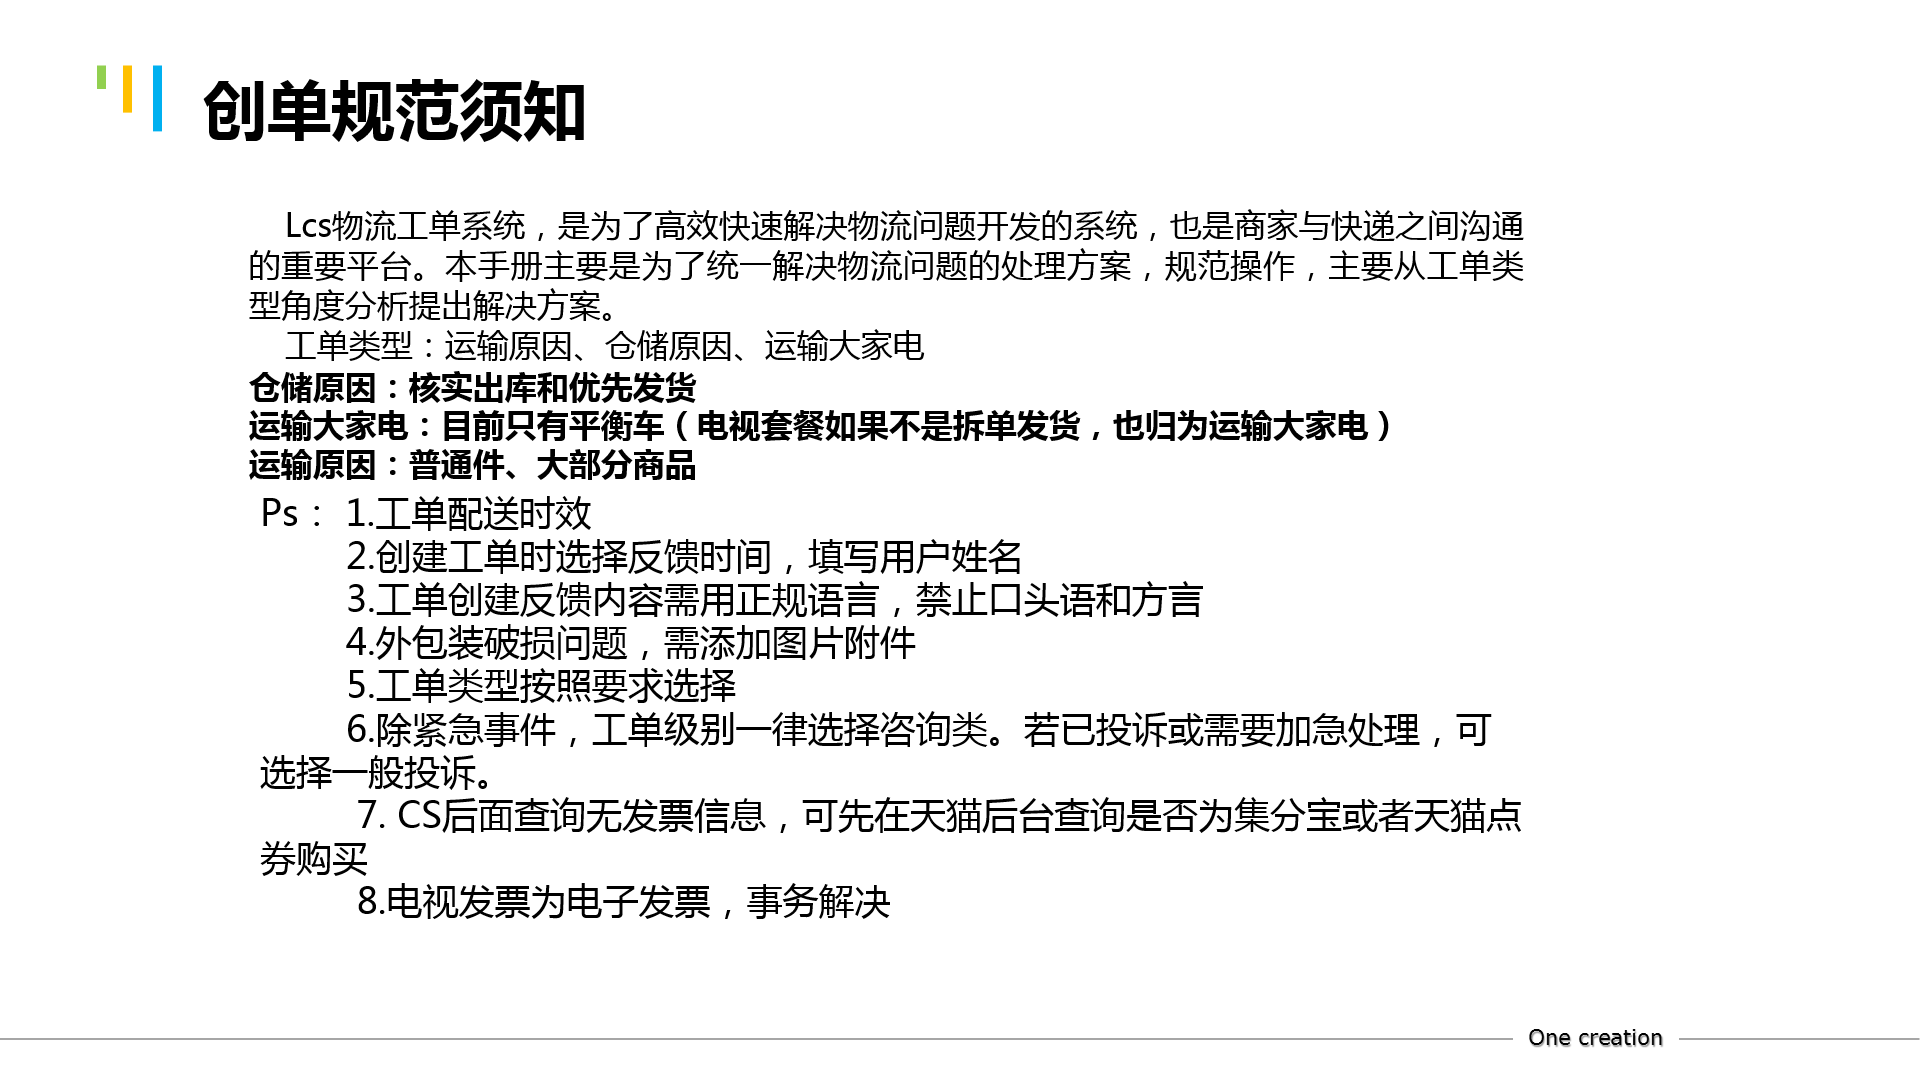 创单规范须知
Lcs物流工单系统，是为了高效快速解决物流问题开发的系统，也是商家与快递之间沟通
的重要平台。本手册主要是为了统一解决物流问题的处理方案，规范操作，主要从工单类
型角度分析提出解决方案。
工单类型：运输原因、仓储原因、运输大家电
仓储原因：核实出库和优先发货
运输大家电：目前只有平衡车（电视套餐如果不是拆单发货，也归为运输大家电）
运输原因：普通件、大部分商品
Ps： 1.工单配送时效
2.创建工单时选择反馈时间，填写用户姓名
3.工单创建反馈内容需用正规语言，禁止口头语和方言
4.外包装破损问题，需添加图片附件
5.工单类型按照要求选择
6.除紧急事件，工单级别一律选择咨询类。若已投诉或需要加急处理，可
选择一般投诉。
7. CS后面查询无发票信息，可先在天猫后台查询是否为集分宝或者天猫点
券购买
8.电视发票为电子发票，事务解决
One creation